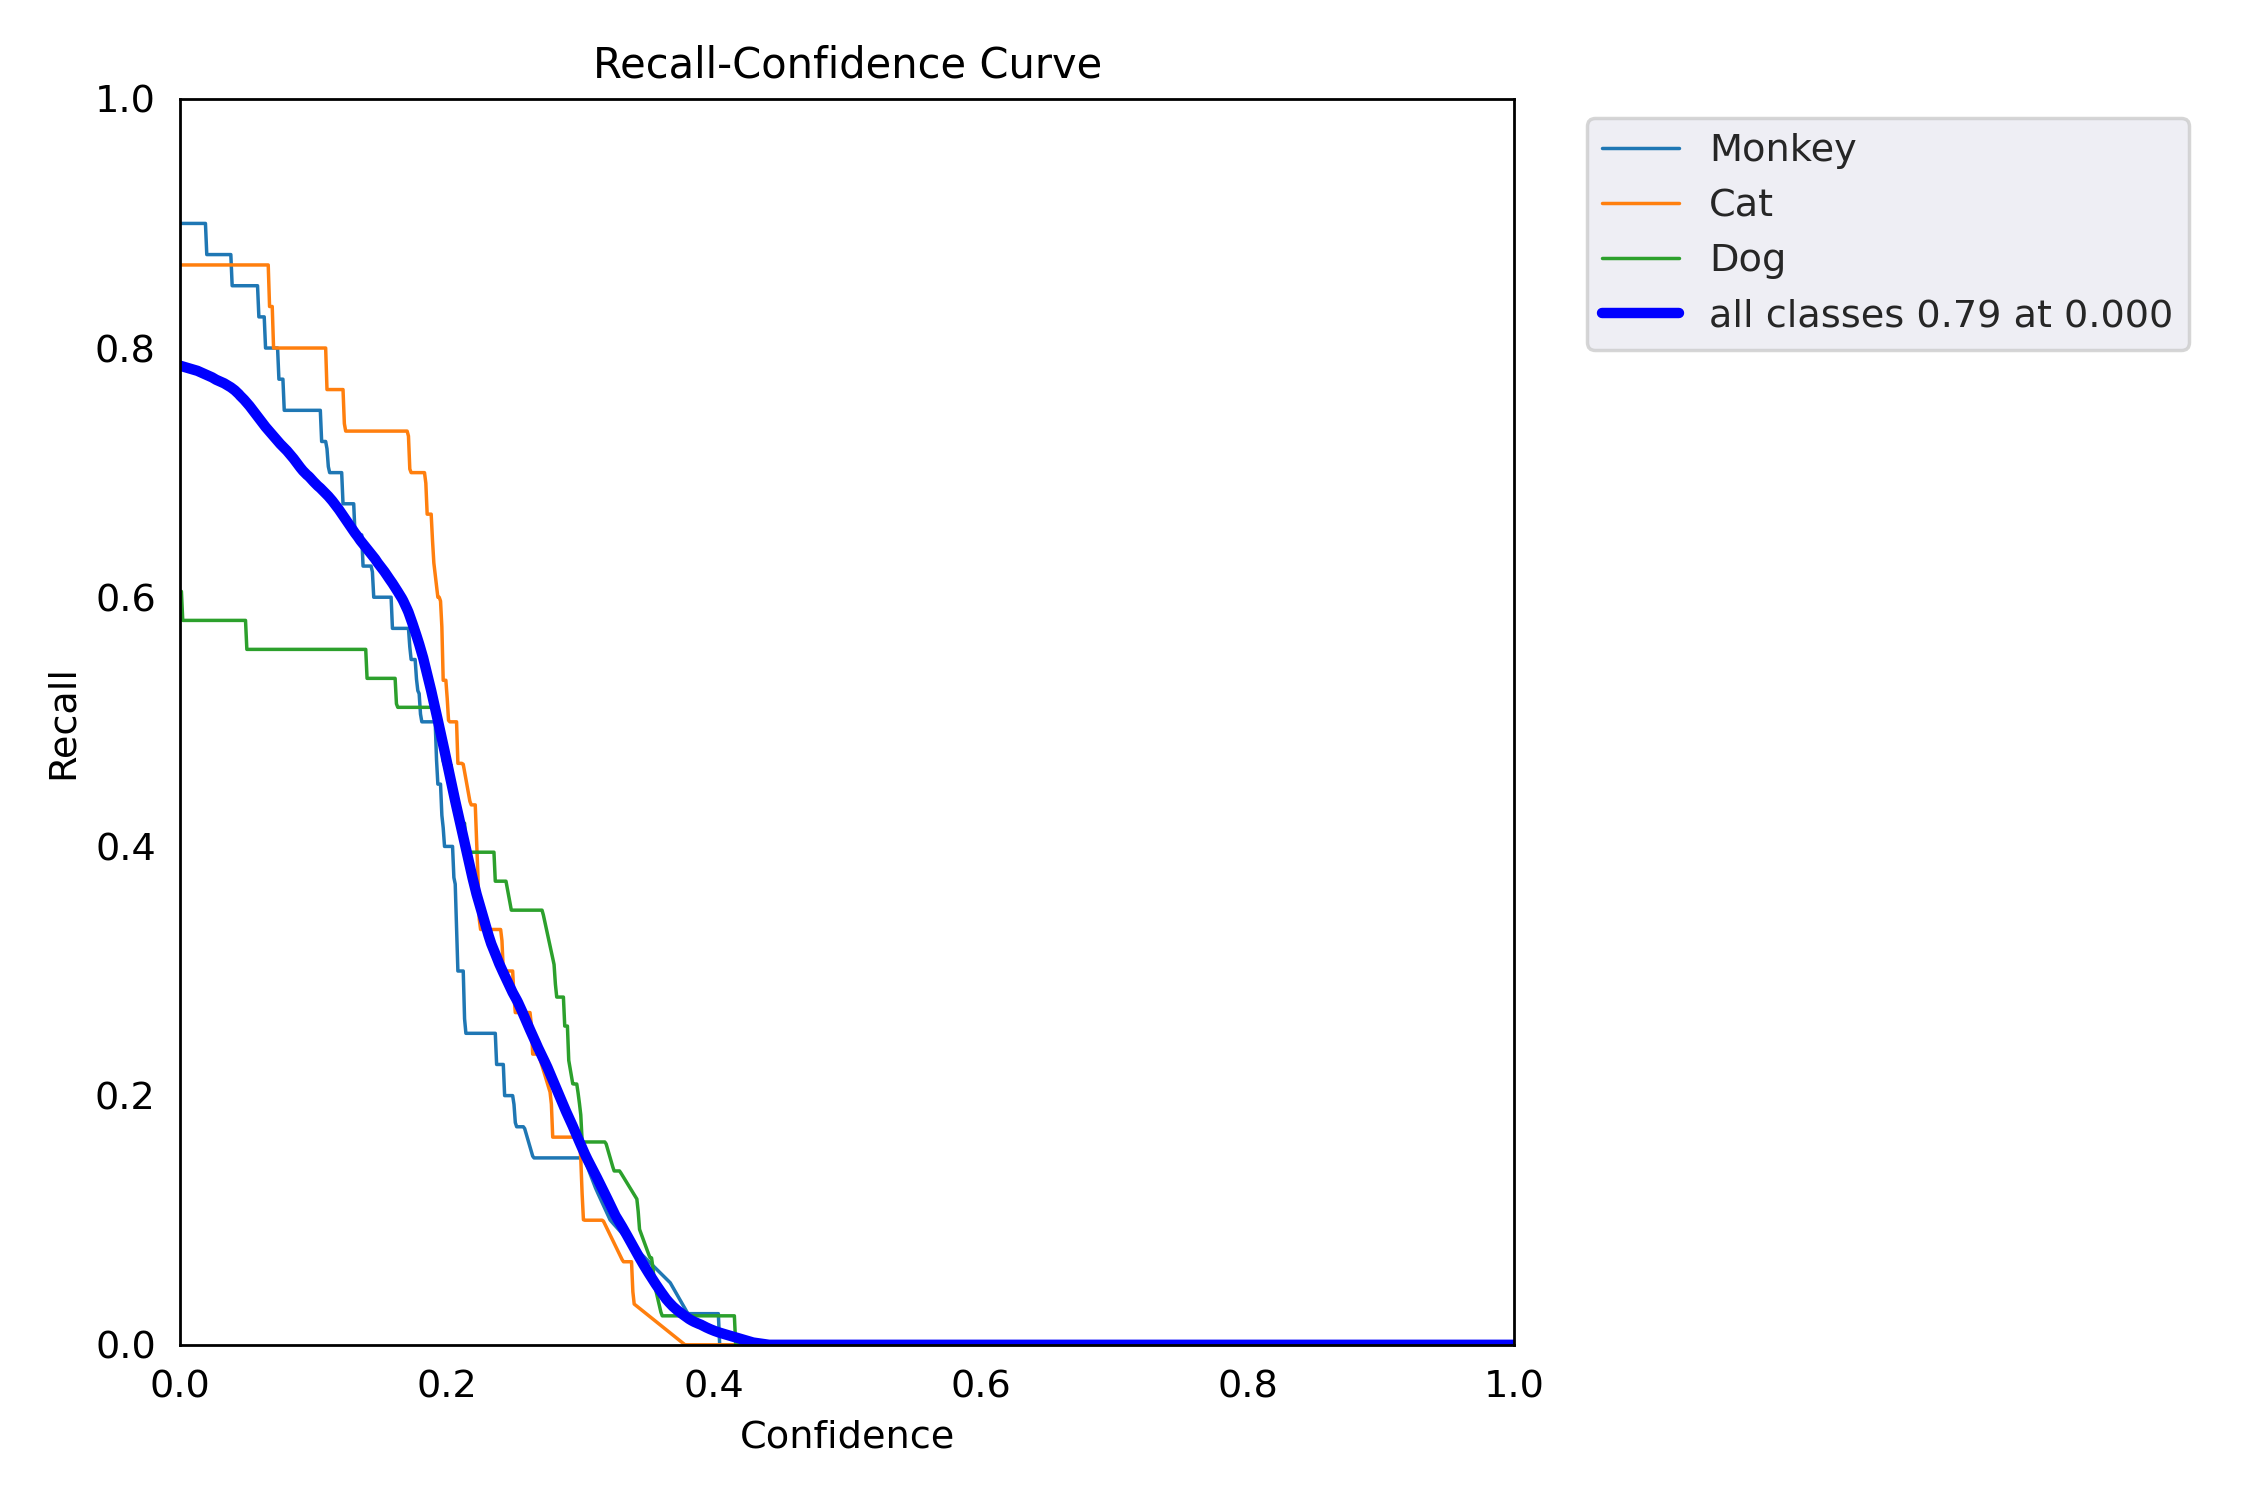 Recall-Confidence Curve
1.0
0.8
0.6
0.4
0.2
0.0
Recall
0.0 0.2 0.4 0.6 0.8 1.0
Confidence
Monkey
Cat
Dog
all classes 0.79 at 0.000